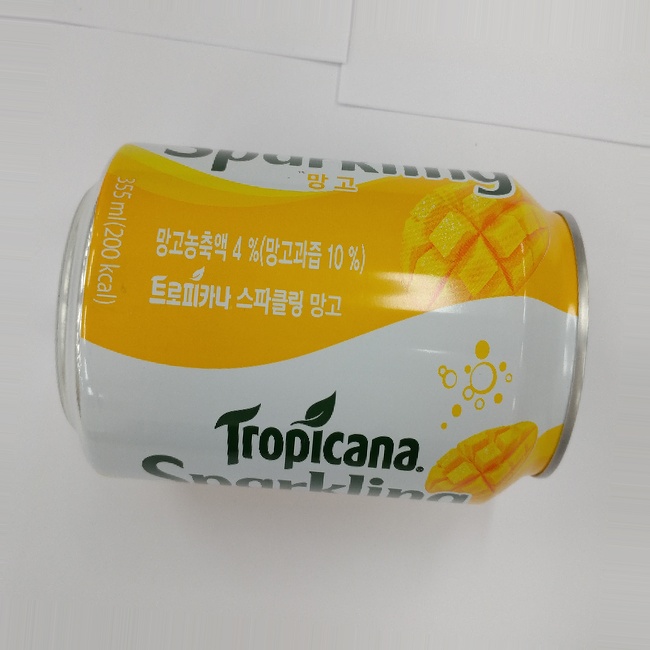 Sparkling
망고
355 ml(200 kcal)
망고농축액 4 %(망고과즙 10 %)
트로피카나 스파클링 망고
Tropicana
Sparkling